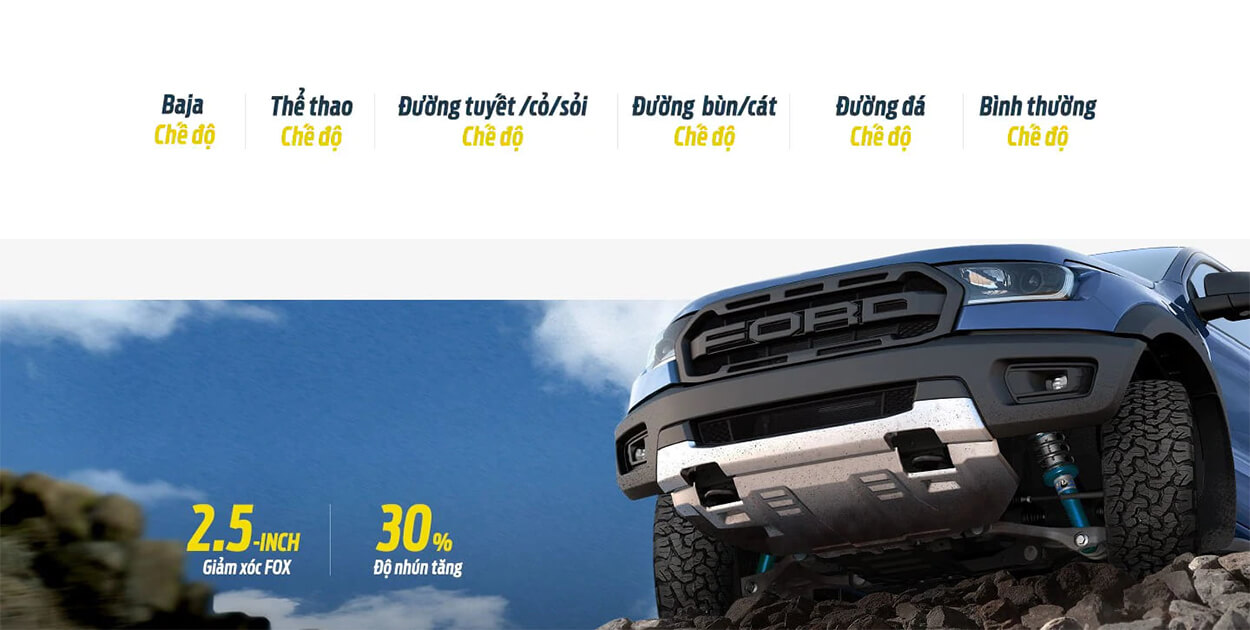 Baja
Chế độ
Thể thao
Chế độ
Đường tuyết /cỏ/sỏi
Chế độ
Đường bùn/cát
Chế độ
Đường đá
Chế độ
Bình thường
Chế độ
FORD
2.5-INCH
Giảm xóc FOX
30%
Độ nhún tăng